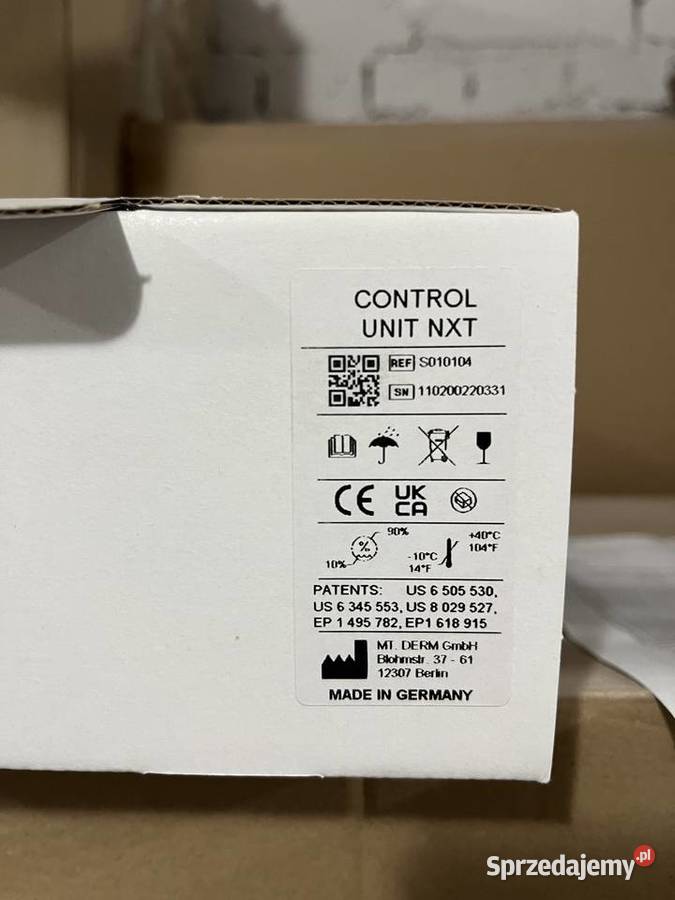 CONTROL
UNIT NXT
REF S010104
SN 110200220331
CE UK
CA
90%
%
10%
+40°C
104°F
-10°C
14°F
PATENTS: US 6 505 530,
US 6 345 553, US 8 029 527,
EP 1 495 782, EP1 618 915
MT. DERM GmbH
Blohmstr. 37 - 61
12307 Berlin
MADE IN GERMANY
Sprzedajemy.pl